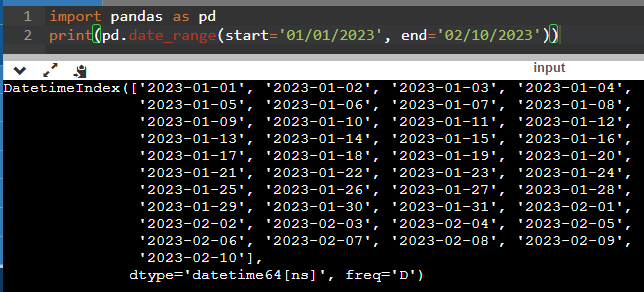 1 import pandas as pd
2 print(pd.date_range(start='01/01/2023', end='02/10/2023'))
input
DatetimeIndex(['2023-01-01', '2023-01-02', '2023-01-03', '2023-01-04',
'2023-01-05', '2023-01-06', '2023-01-07', '2023-01-08',
'2023-01-09', '2023-01-10', '2023-01-11', '2023-01-12',
'2023-01-13', '2023-01-14', '2023-01-15', '2023-01-16',
'2023-01-17', '2023-01-18', '2023-01-19', '2023-01-20',
'2023-01-21', '2023-01-22', '2023-01-23', '2023-01-24',
'2023-01-25', '2023-01-26', '2023-01-27', '2023-01-28',
'2023-01-29', '2023-01-30', '2023-01-31', '2023-02-01',
'2023-02-02', '2023-02-03', '2023-02-04', '2023-02-05',
'2023-02-06', '2023-02-07', '2023-02-08', '2023-02-09',
'2023-02-10'],
dtype='datetime64[ns]', freq='D')